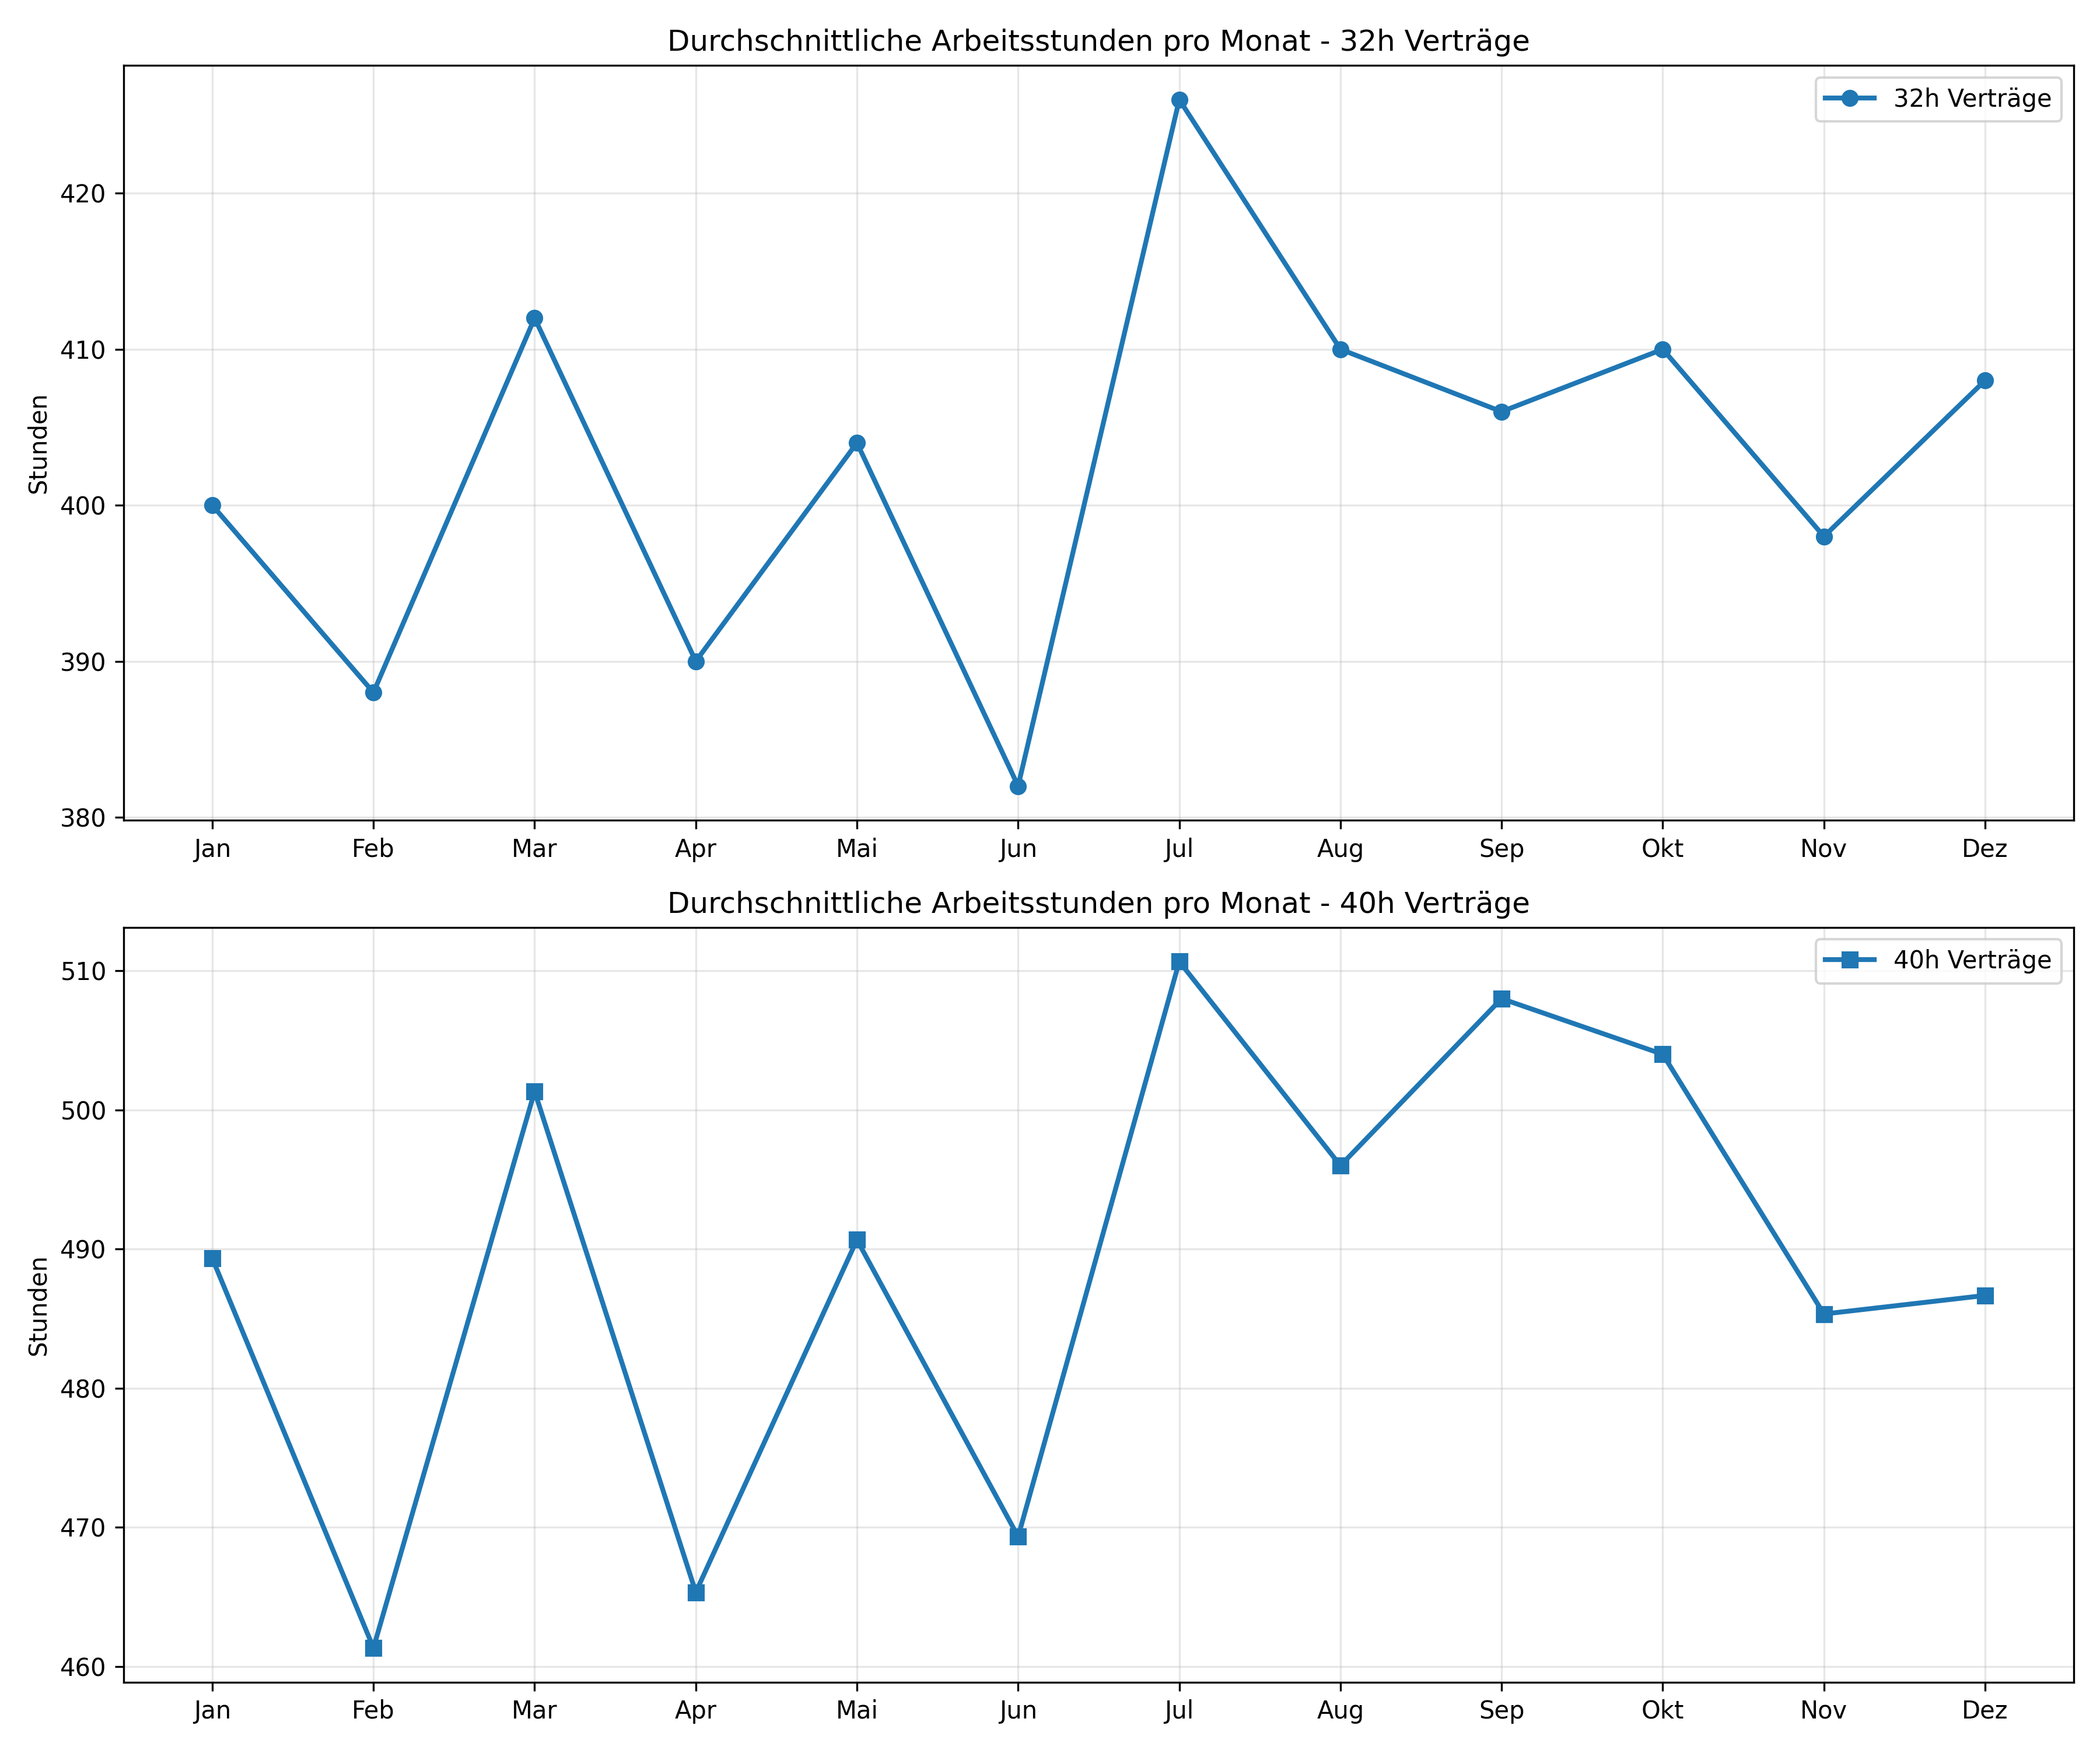 Durchschnittliche Arbeitsstunden pro Monat - 32h Verträge
32h Verträge
Stunden
420
410
400
390
380
Jan Feb Mar Apr Mai Jun Jul Aug Sep Okt Nov Dez
Durchschnittliche Arbeitsstunden pro Monat - 40h Verträge
40h Verträge
Stunden
510
500
490
480
470
460
Jan Feb Mar Apr Mai Jun Jul Aug Sep Okt Nov Dez